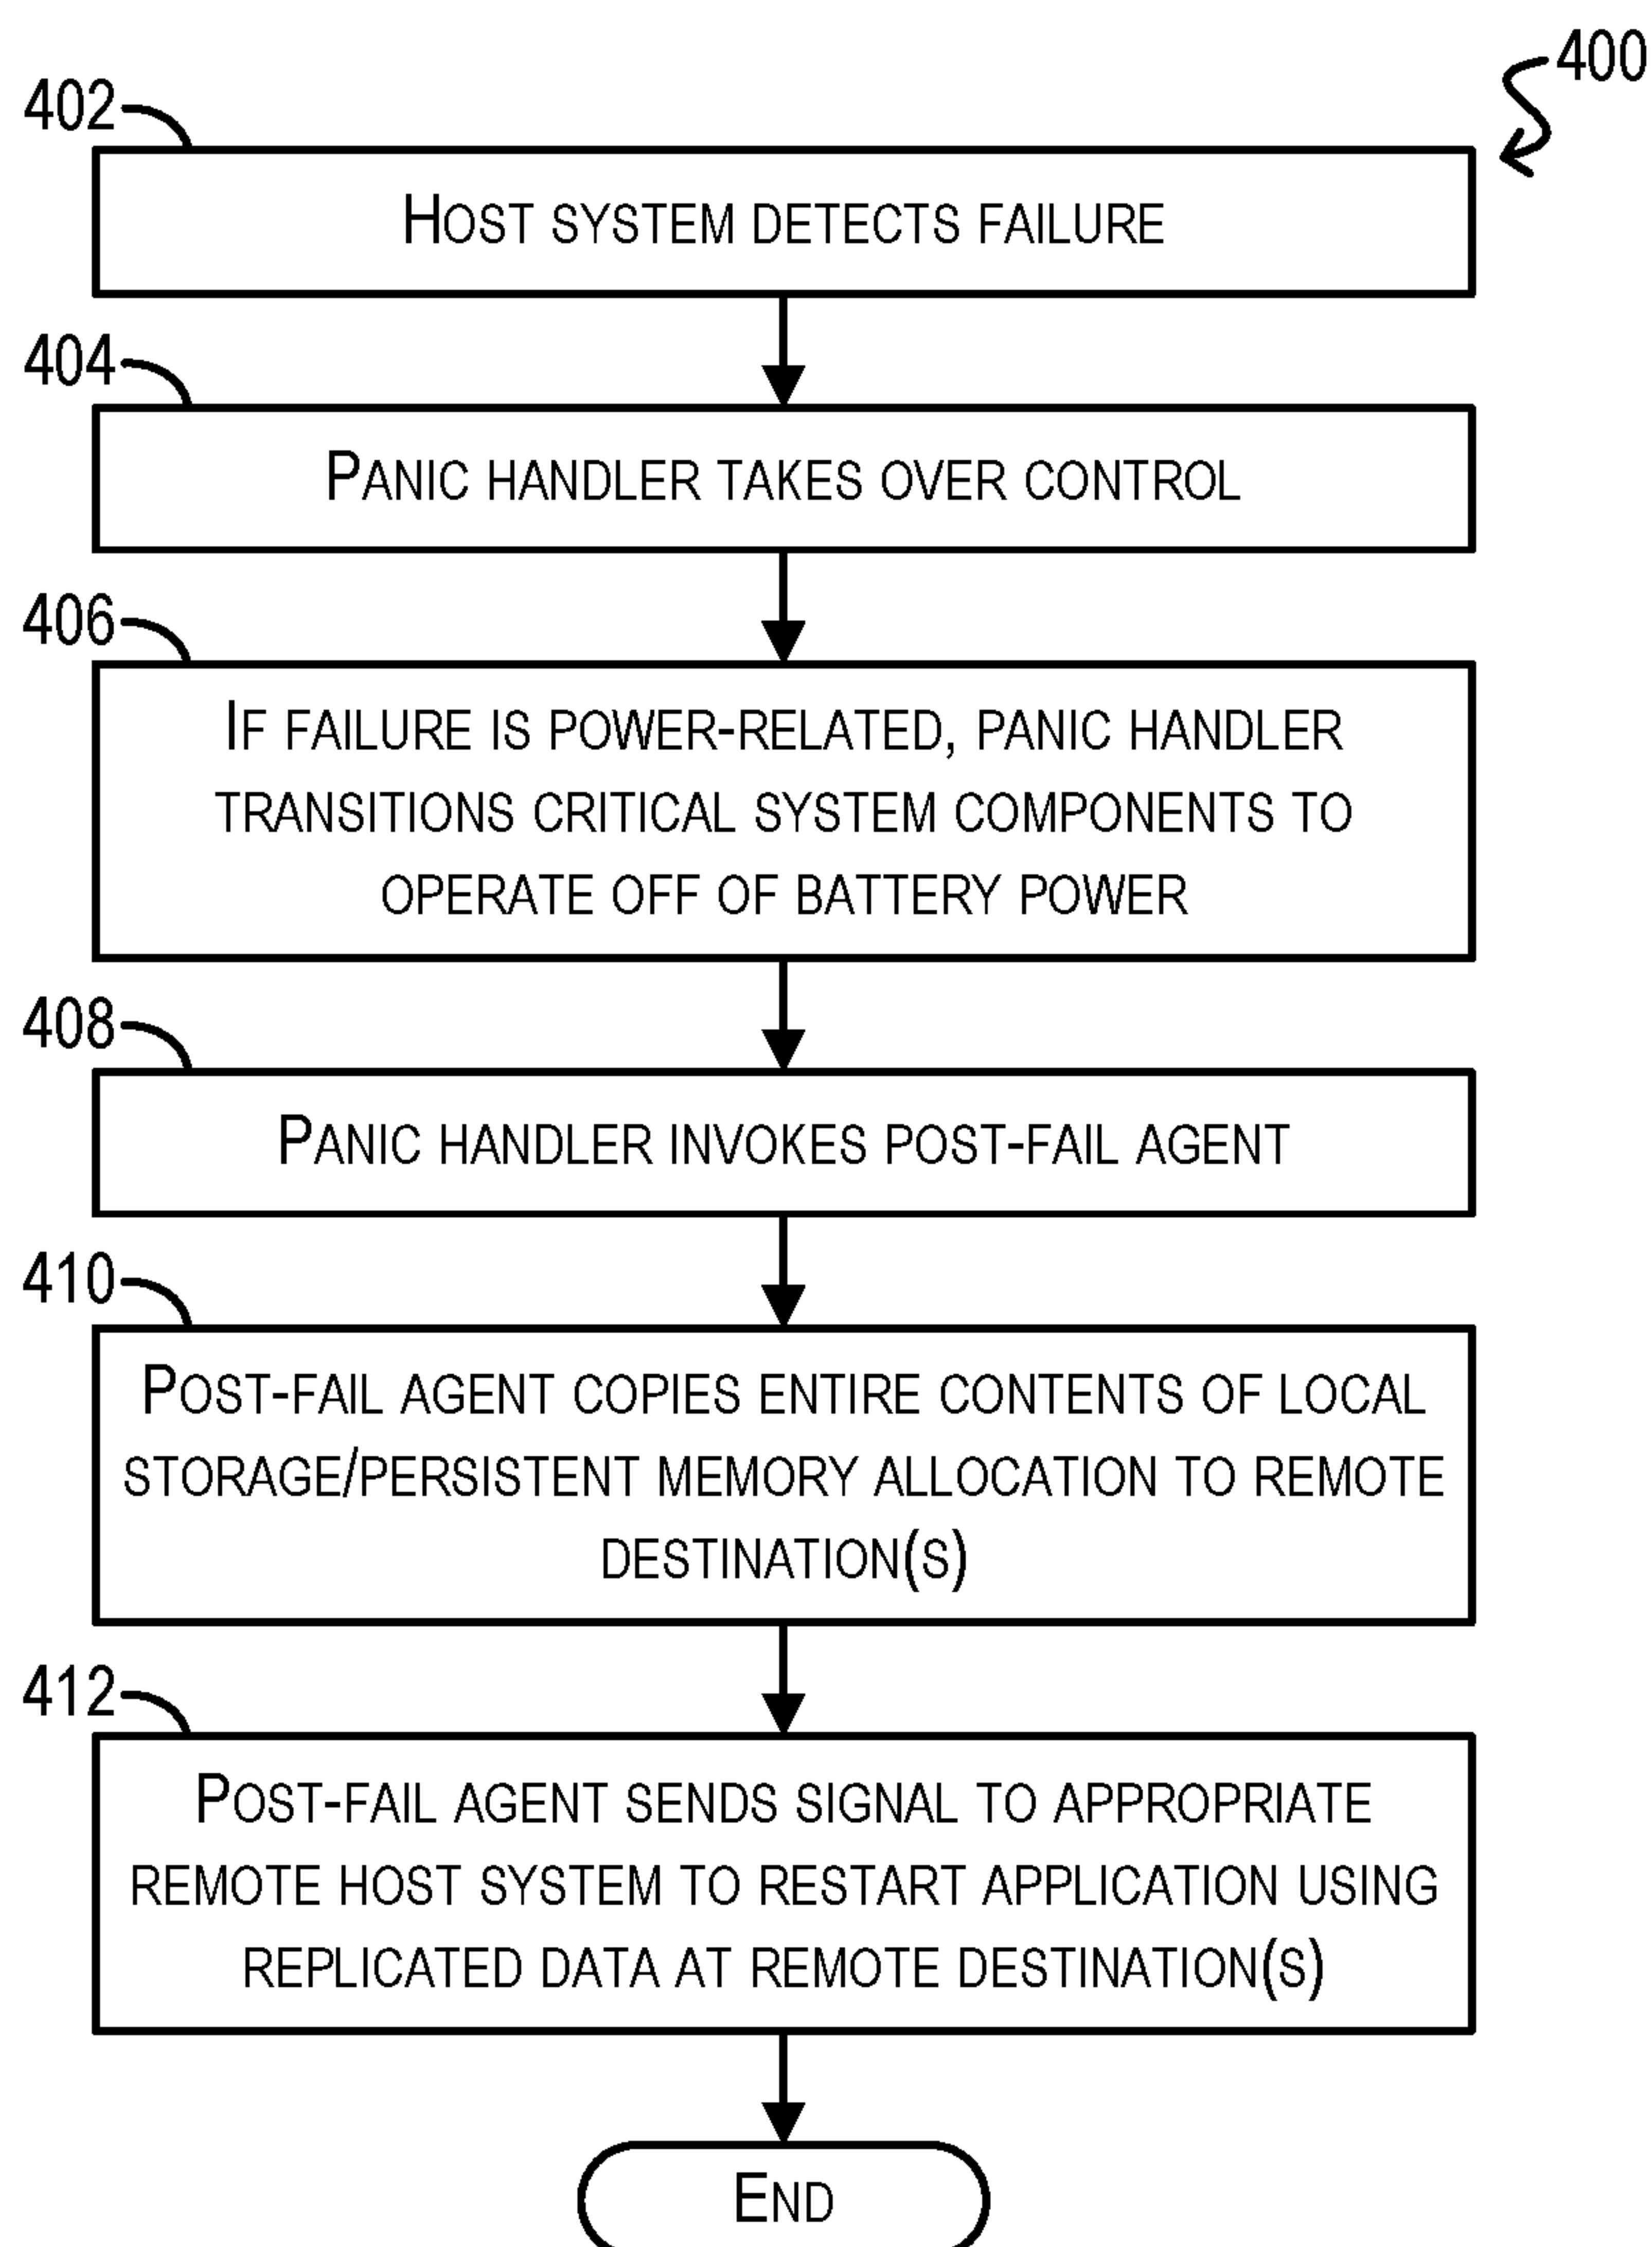 400
402
HOST SYSTEM DETECTS FAILURE
404
PANIC HANDLER TAKES OVER CONTROL
406
IF FAILURE IS POWER-RELATED, PANIC HANDLER
TRANSITIONS CRITICAL SYSTEM COMPONENTS TO
OPERATE OFF OF BATTERY POWER
408
PANIC HANDLER INVOKES POST-FAIL AGENT
410
POST-FAIL AGENT COPIES ENTIRE CONTENTS OF LOCAL
STORAGE/PERSISTENT MEMORY ALLOCATION TO REMOTE
DESTINATION(S)
412
POST-FAIL AGENT SENDS SIGNAL TO APPROPRIATE
REMOTE HOST SYSTEM TO RESTART APPLICATION USING
REPLICATED DATA AT REMOTE DESTINATION(S)
END